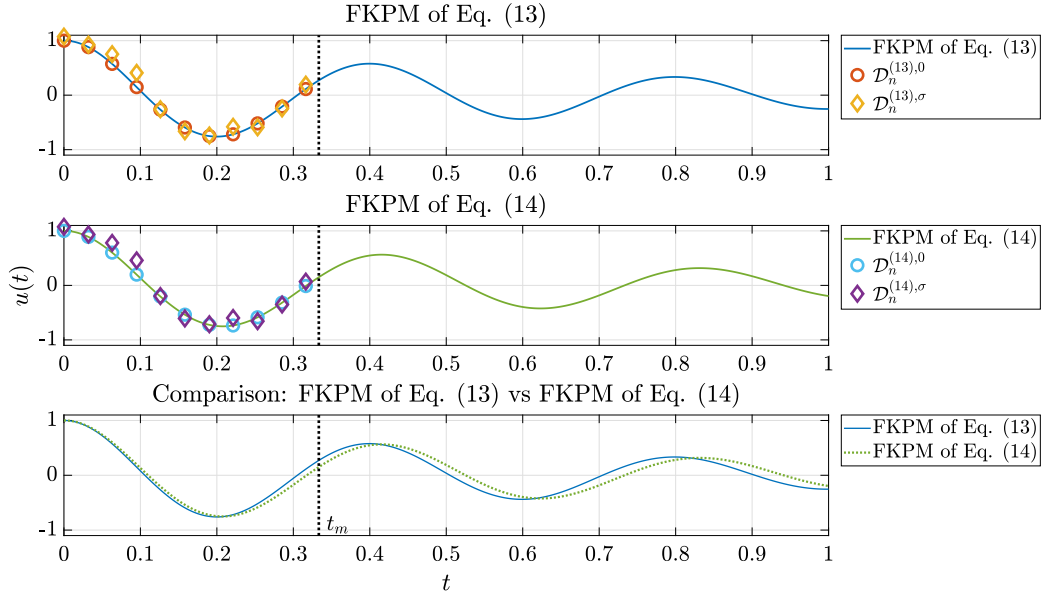 FKPM of Eq. (13)
1
0
-1
0 0.1 0.2 0.3 0.4 0.5 0.6 0.7 0.8 0.9 1
FKPM of Eq. (13)
𝒟ₙ⁽¹³⁾,⁰
𝒟ₙ⁽¹³⁾,σ
FKPM of Eq. (14)
u(t)
1
0
-1
0 0.1 0.2 0.3 0.4 0.5 0.6 0.7 0.8 0.9 1
FKPM of Eq. (14)
𝒟ₙ⁽¹⁴⁾,⁰
𝒟ₙ⁽¹⁴⁾,σ
Comparison: FKPM of Eq. (13) vs FKPM of Eq. (14)
1
0
-1
tₘ
0 0.1 0.2 0.3 0.4 0.5 0.6 0.7 0.8 0.9 1
t
FKPM of Eq. (13)
FKPM of Eq. (14)